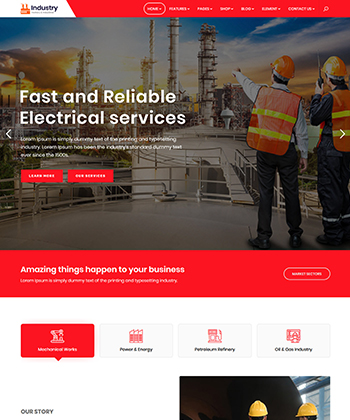 Industry
HOME
FEATURES
PAGES
SHOP
BLOG
ELEMENT
CONTACT US
Fast and Reliable
Electrical services
Lorem Ipsum is simply dummy text of the printing and typesetting
industry. Lorem Ipsum has been the industry's standard dummy text
ever since the 1500s.
LEARN MORE
OUR SERVICES
Amazing things happen to your business
Lorem Ipsum is simply dummy text of the printing and typesetting industry.
MARKET SECTORS
Mechanical Works
Power & Energy
Petroleum Refinery
Oil & Gas Industry
OUR STORY